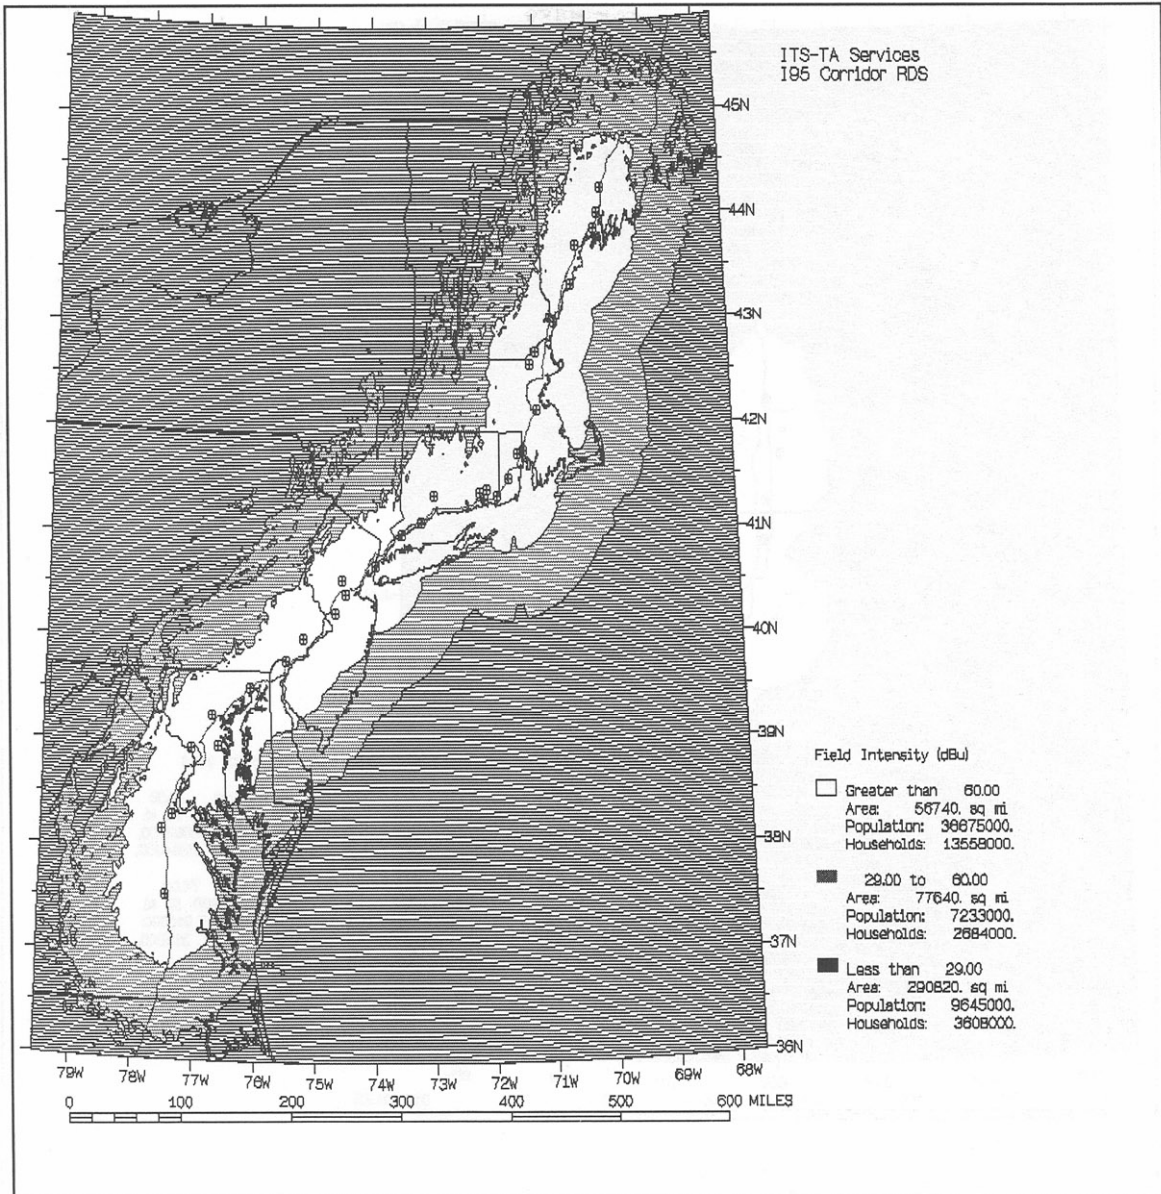 ITS-TA Services
I95 Corridor RDS
45N
44N
43N
42N
41N
40N
39N
38N
37N
36N
Field Intensity (dBu)
Greater than 60.00
Area: 56740. sq mi
Population: 36675000.
Households: 13558000.
29.00 to 60.00
Area: 77640. sq mi
Population: 7233000.
Households: 2684000.
Less than 29.00
Area: 290820. sq mi
Population: 9645000.
Households: 3608000.
79W 78W 77W 76W 75W 74W 73W 72W 71W 70W 69W 68W
0 100 200 300 400 500 600 MILES